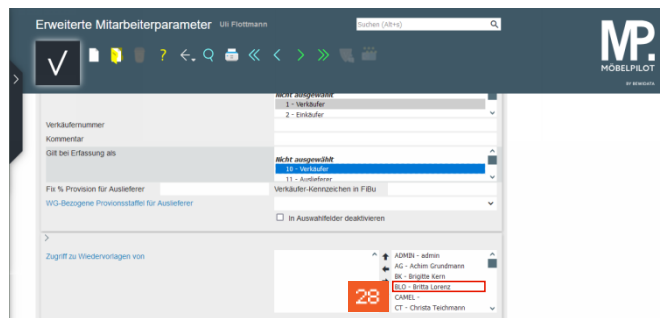 Erweiterte Mitarbeiterparameter Uli Flottmann
Suchen (Alt+s)
MP.
MÖBELPILOT
BY BEWIDATA
Nicht ausgewählt
1 - Verkäufer
2 - Einkäufer
Verkäufernummer
Kommentar
Gilt bei Erfassung als
Nicht ausgewählt
10 - Verkäufer
11 - Auslieferer
Fix % Provision für Auslieferer
Verkäufer-Kennzeichen in FiBu
WG-Bezogene Provionsstaffel für Auslieferer
In Auswahlfelder deaktivieren
Zugriff zu Wiedervorlagen von
ADMIN - admin
AG - Achim Grundmann
BK - Brigitte Kern
BLO - Britta Lorenz
28
CAMEL -
CT - Christa Teichmann